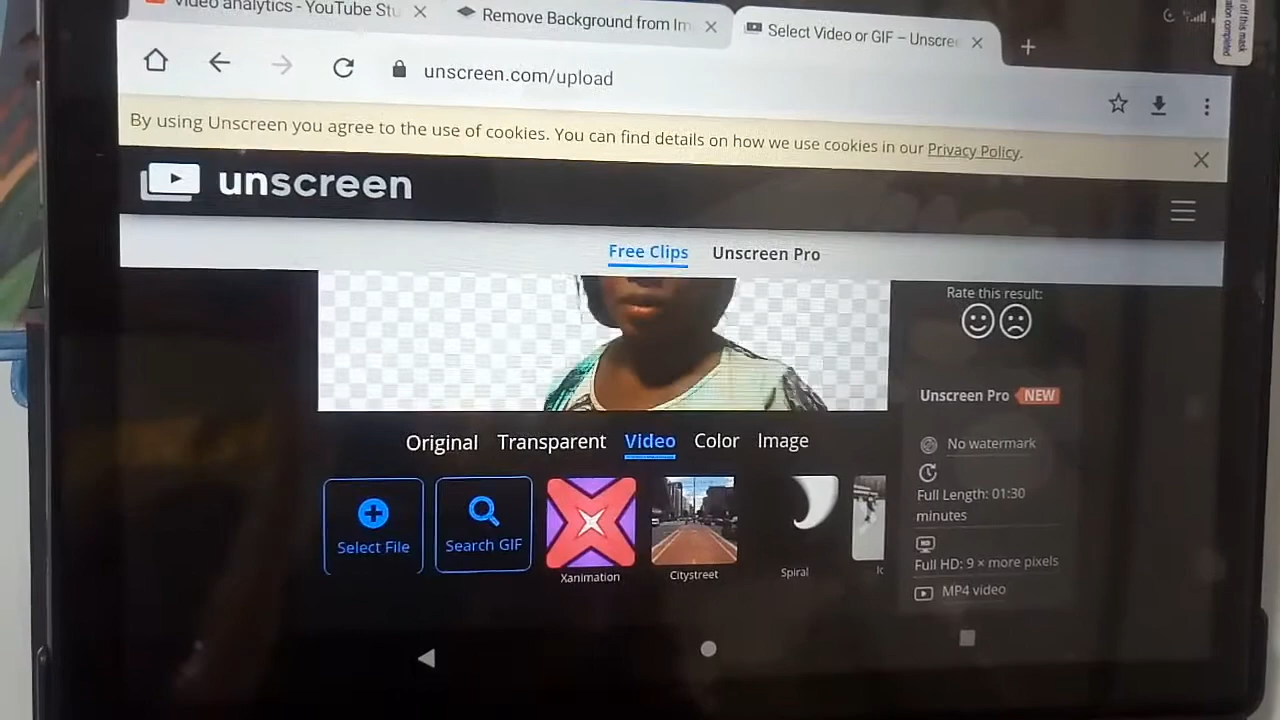 Video analytics - YouTube Stu
Remove Background from Im
Select Video or GIF – Unscree
unscreen.com/upload
By using Unscreen you agree to the use of cookies. You can find details on how we use cookies in our Privacy Policy.
unscreen
Free Clips Unscreen Pro
Rate this result:
Unscreen Pro NEW
No watermark
Full Length: 01:30
minutes
Full HD: 9 × more pixels
MP4 video
Original Transparent Video Color Image
Select File
Search GIF
Xanimation
Citystreet
Spiral